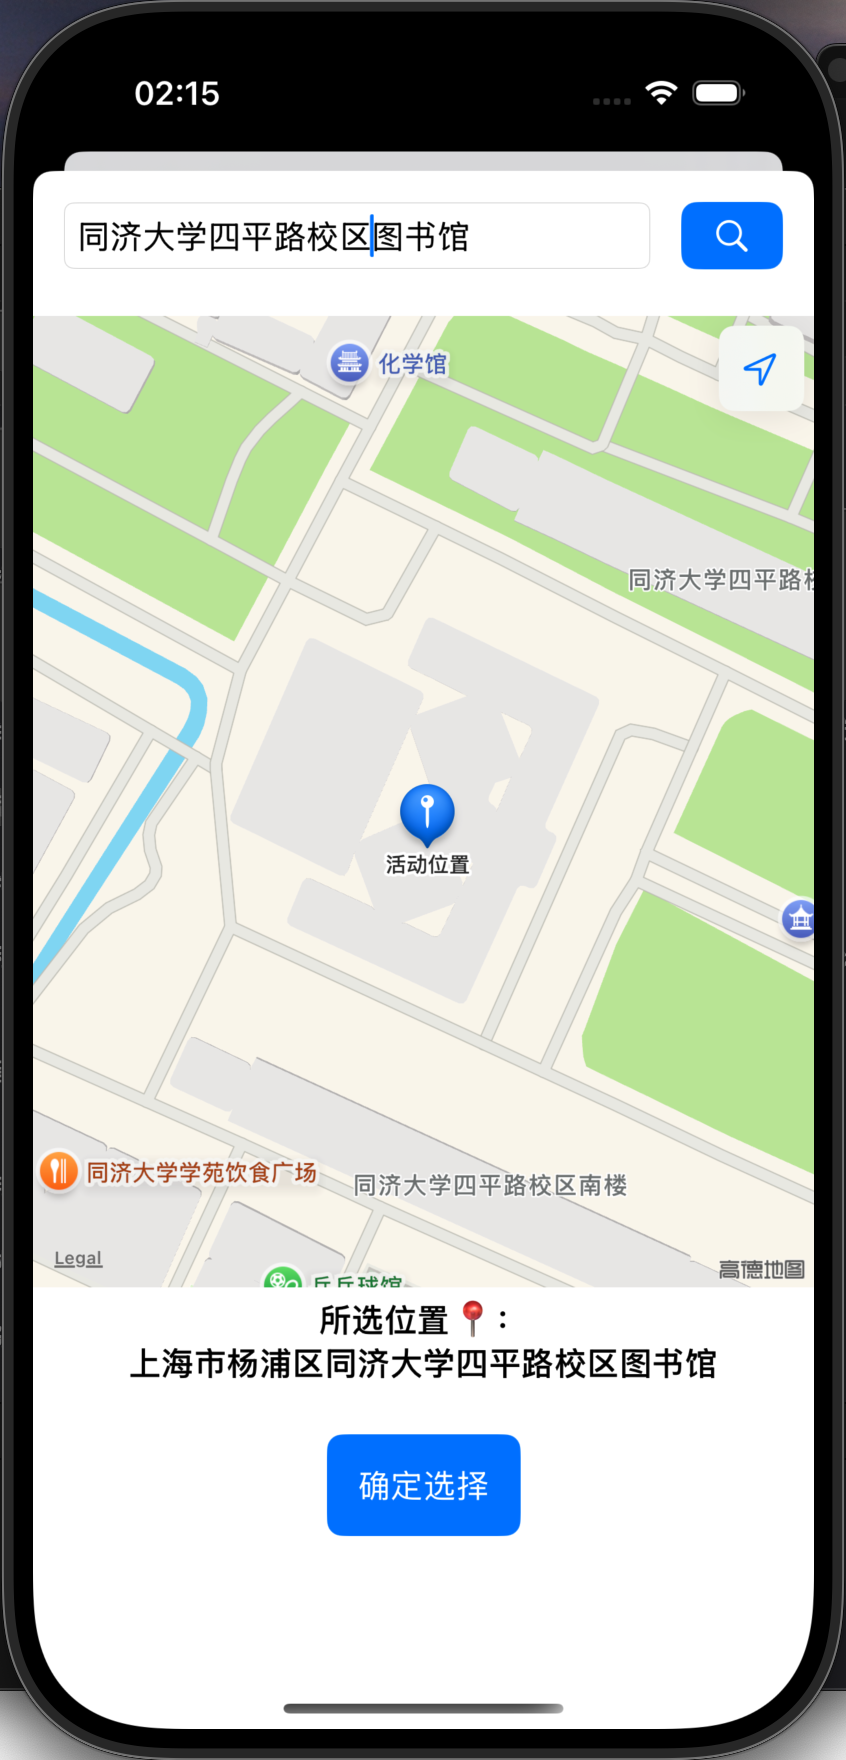 02:15
同济大学四平路校区图书馆
化学馆
同济大学四平路
活动位置
同济大学学苑饮食广场
同济大学四平路校区南楼
Legal
高德地图
乒乓球馆
所选位置📍:
上海市杨浦区同济大学四平路校区图书馆
确定选择